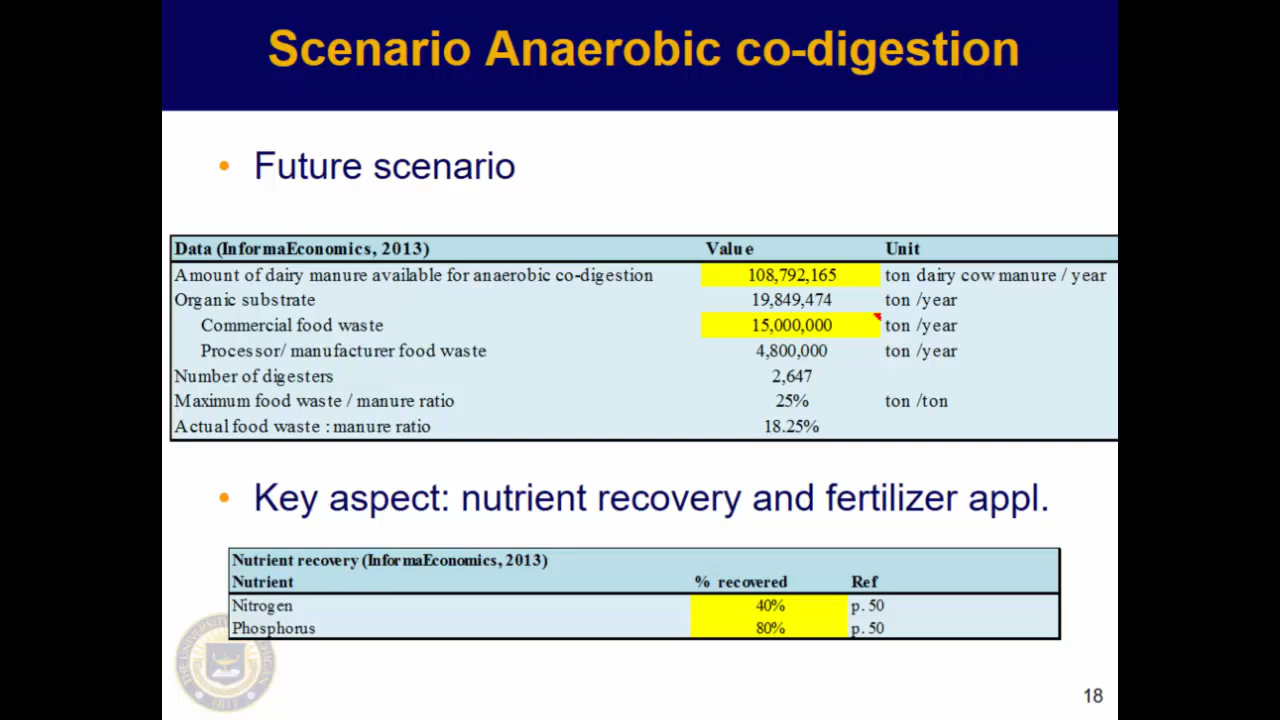 Scenario Anaerobic co-digestion
• Future scenario
Data (InformaEconomics, 2013) Value Unit
Amount of dairy manure available for anaerobic co-digestion 108,792,165 ton dairy cow manure / year
Organic substrate 19,849,474 ton /year
Commercial food waste 15,000,000 ton /year
Processor/ manufacturer food waste 4,800,000 ton /year
Number of digesters 2,647
Maximum food waste / manure ratio 25% ton /ton
Actual food waste : manure ratio 18.25%
• Key aspect: nutrient recovery and fertilizer appl.
Nutrient recovery (InformaEconomics, 2013)
Nutrient % recovered Ref
Nitrogen 40% p. 50
Phosphorus 80% p. 50
1817
18